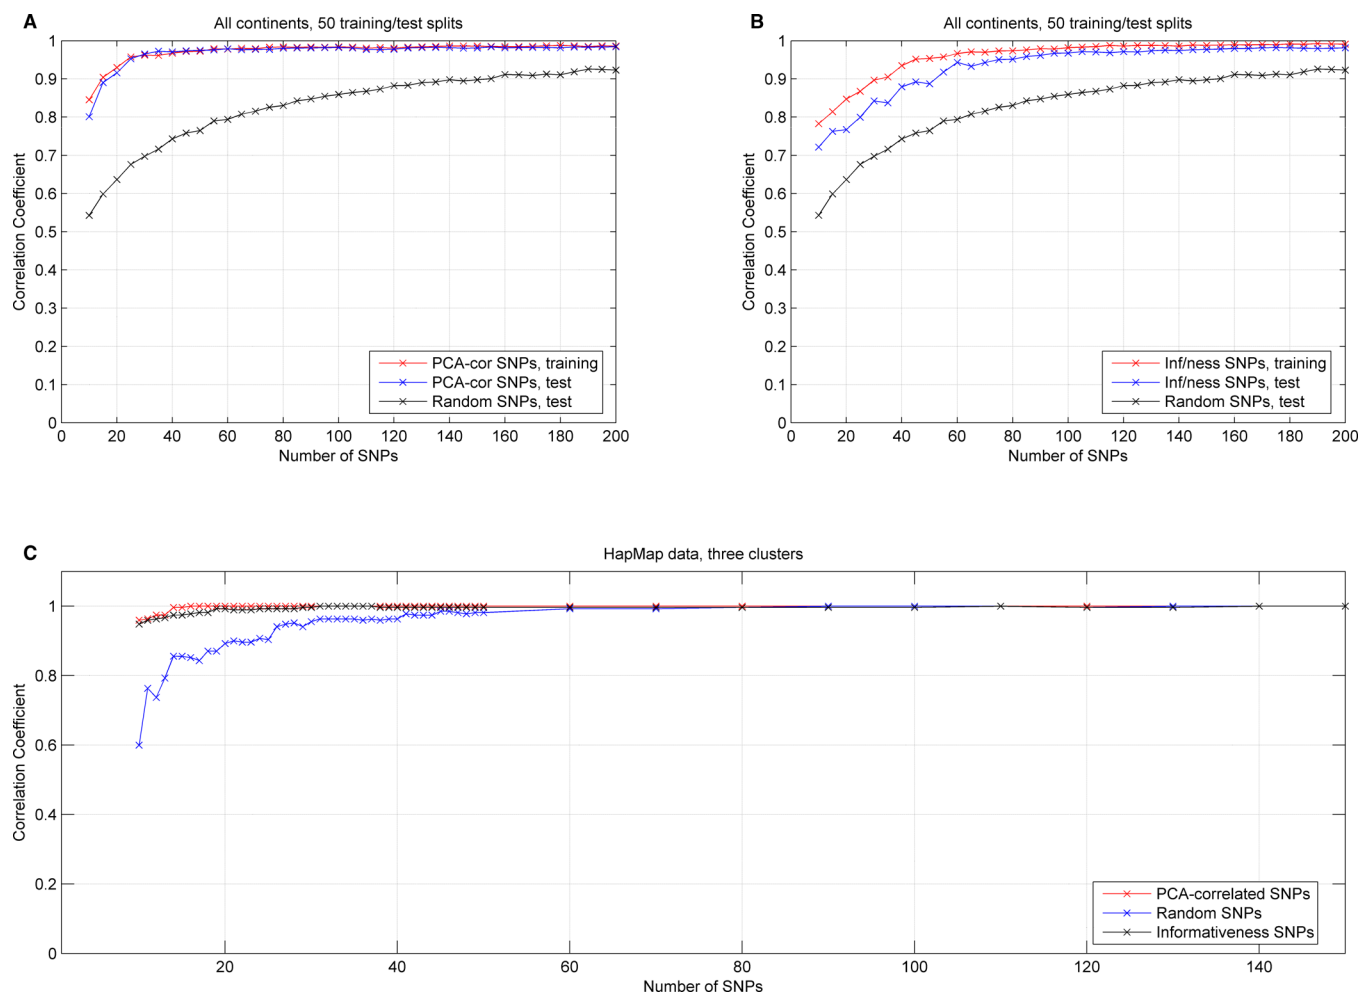 A
All continents, 50 training/test splits
1
0.9
0.8
0.7
0.6
0.5
0.4
0.3
0.2
0.1
0
Correlation Coefficient
PCA-cor SNPs, training
PCA-cor SNPs, test
Random SNPs, test
0 20 40 60 80 100 120 140 160 180 200
Number of SNPs
B
All continents, 50 training/test splits
1
0.9
0.8
0.7
0.6
0.5
0.4
0.3
0.2
0.1
0
Correlation Coefficient
Inf/ness SNPs, training
Inf/ness SNPs, test
Random SNPs, test
0 20 40 60 80 100 120 140 160 180 200
Number of SNPs
C
HapMap data, three clusters
1
0.8
0.6
0.4
0.2
0
Correlation Coefficient
PCA-correlated SNPs
Random SNPs
Informativeness SNPs
20 40 60 80 100 120 140
Number of SNPs